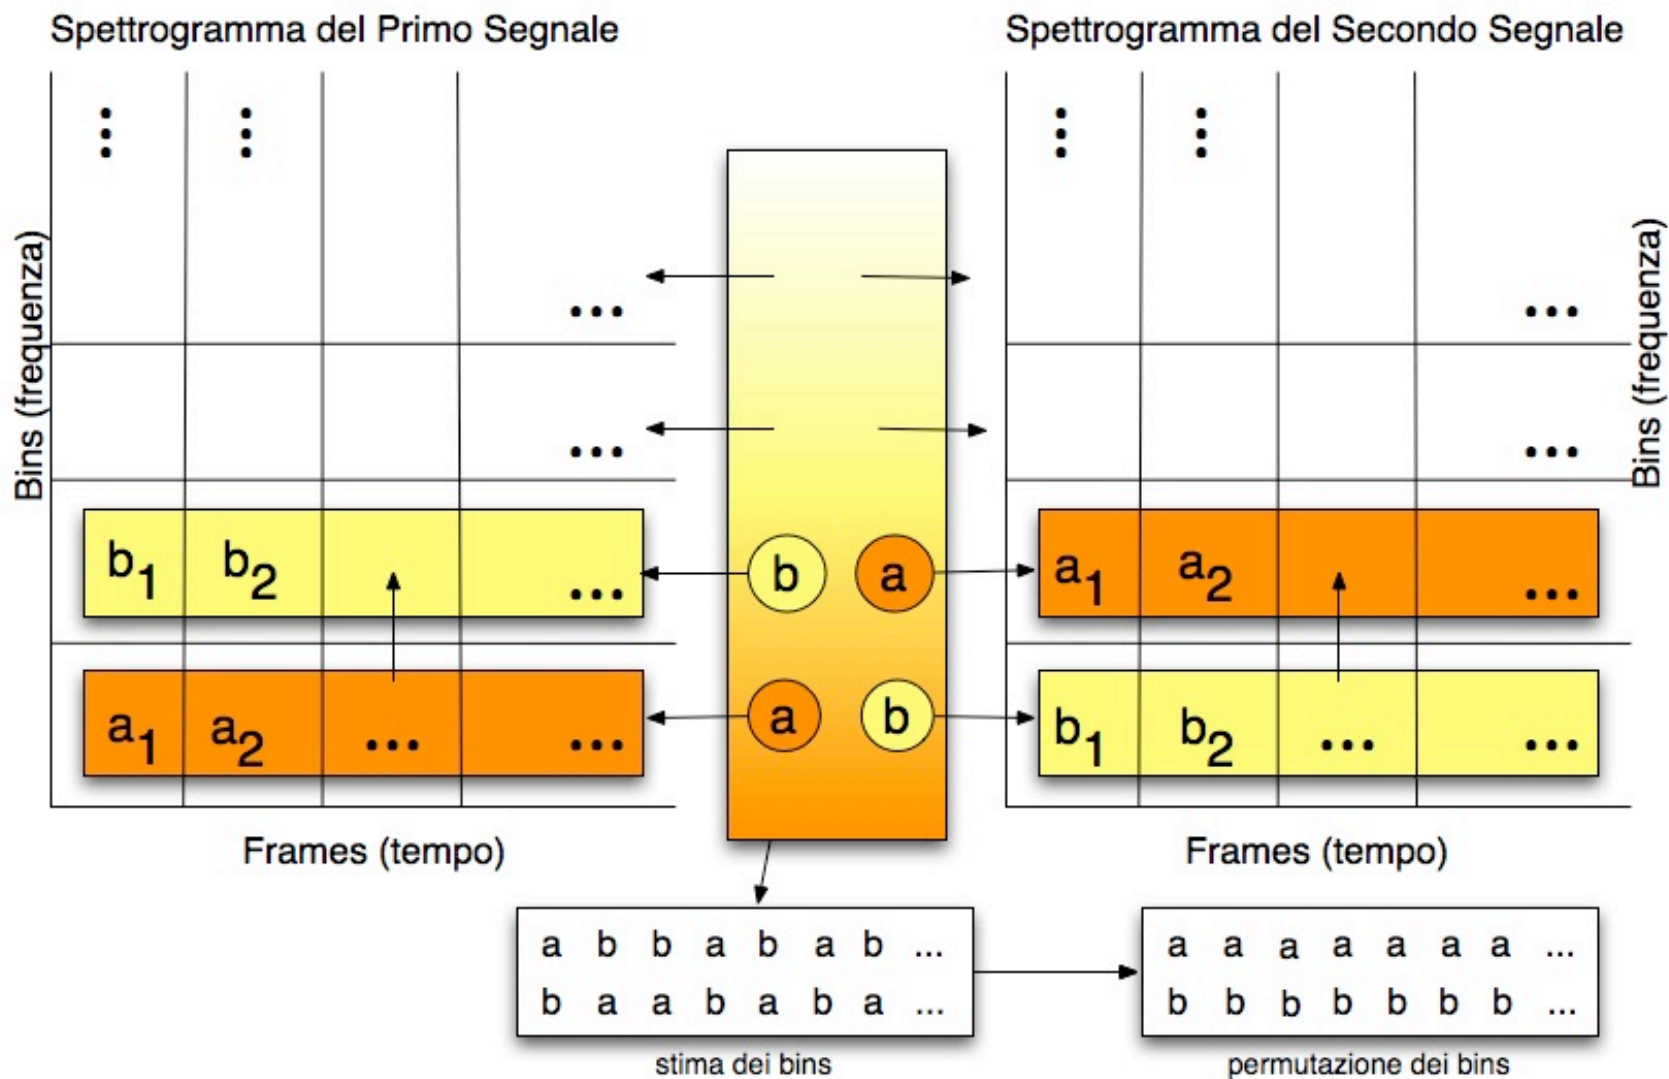 Spettrogramma del Primo Segnale
Spettrogramma del Secondo Segnale
Bins (frequenza)
Bins (frequenza)
...
...
...
...
...
...
...
...
b1 b2 ...
b a
a1 a2 ...
a1 a2 ... ...
a b
b1 b2 ... ...
Frames (tempo)
Frames (tempo)
a b b a b a b ...
b a a b a b a ...
a a a a a a a ...
b b b b b b b ...
stima dei bins
permutazione dei bins